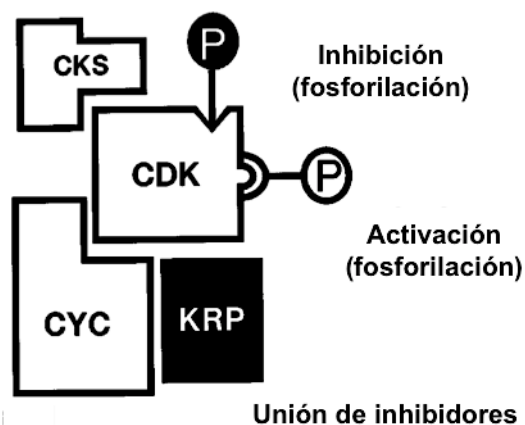 P
CKS
Inhibición
(fosforilación)
CDK
P
Activación
(fosforilación)
CYC
KRP
Unión de inhibidores